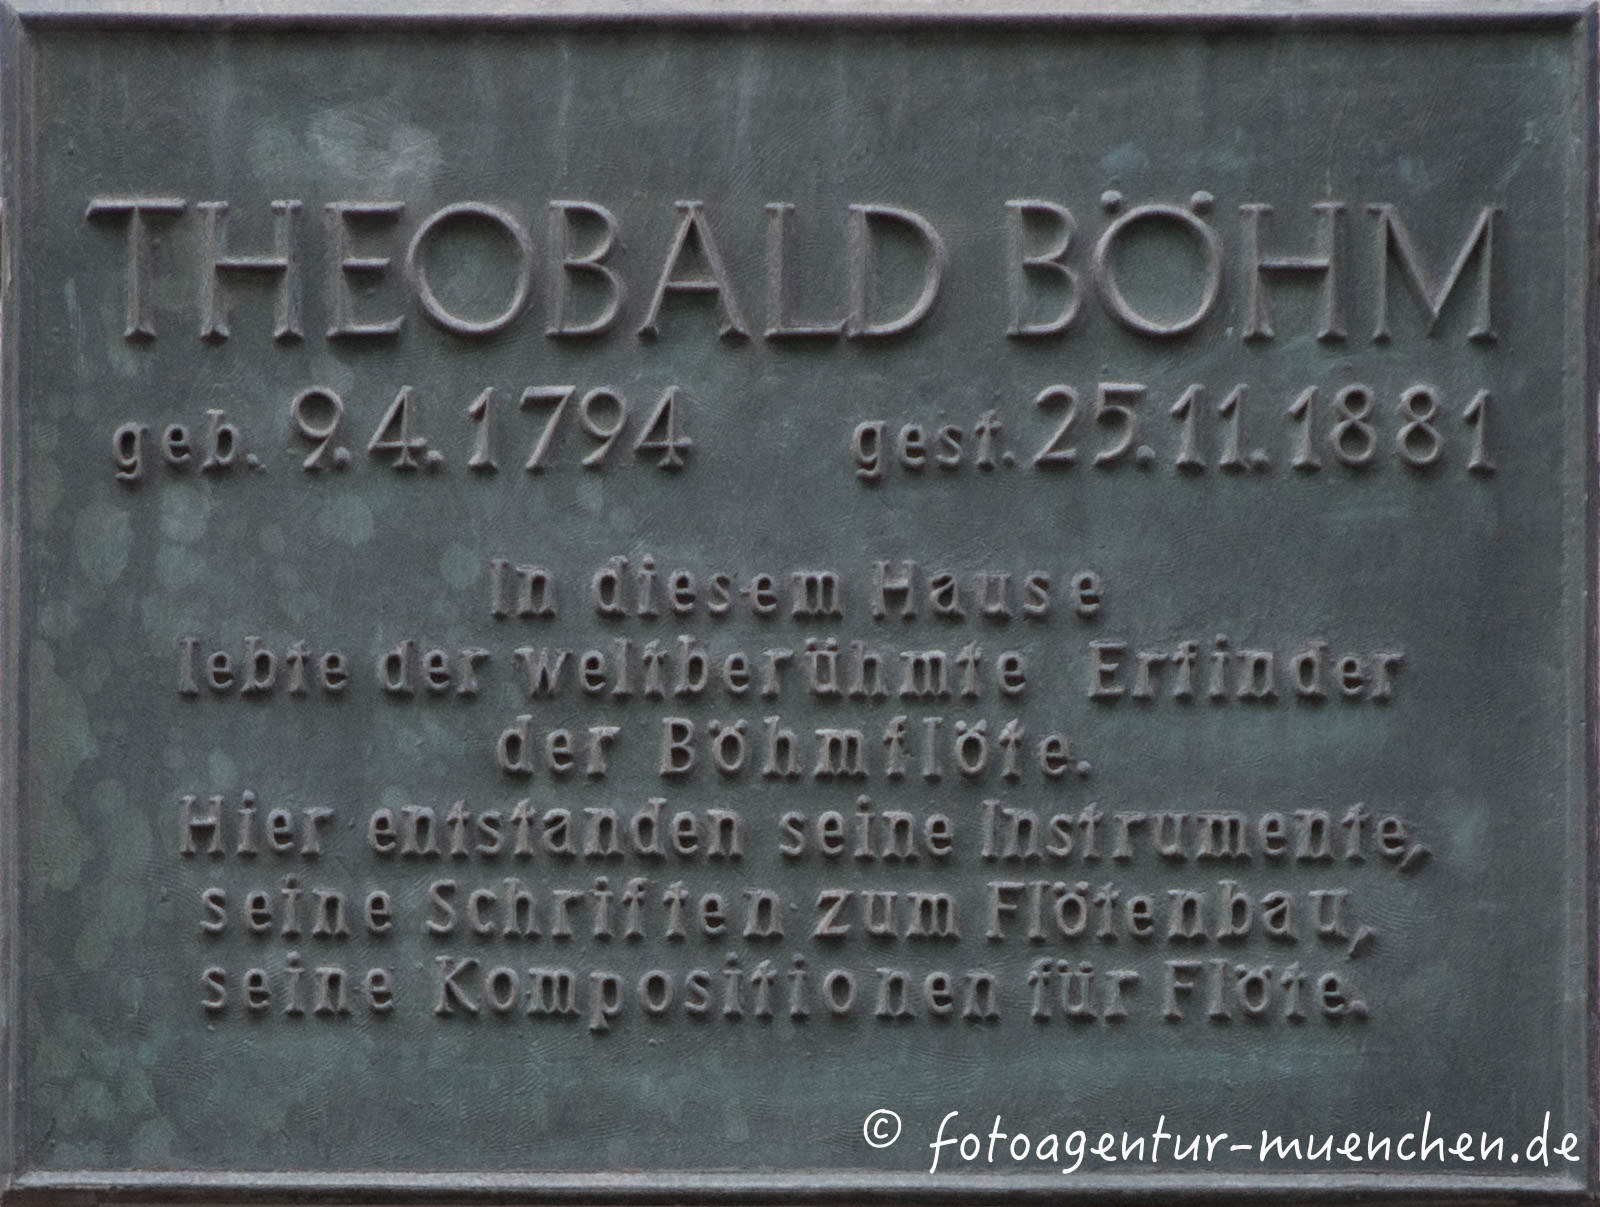 THEOBALD BÖHM
geb. 9.4.1794 gest. 25.11.1881
In diesem Hause
lebte der weltberühmte Erfinder
der Böhmflöte.
Hier entstanden seine Instrumente,
seine Schriften zum Flötenbau,
seine Kompositionen für Flöte.
© fotoagentur-muenchen.de